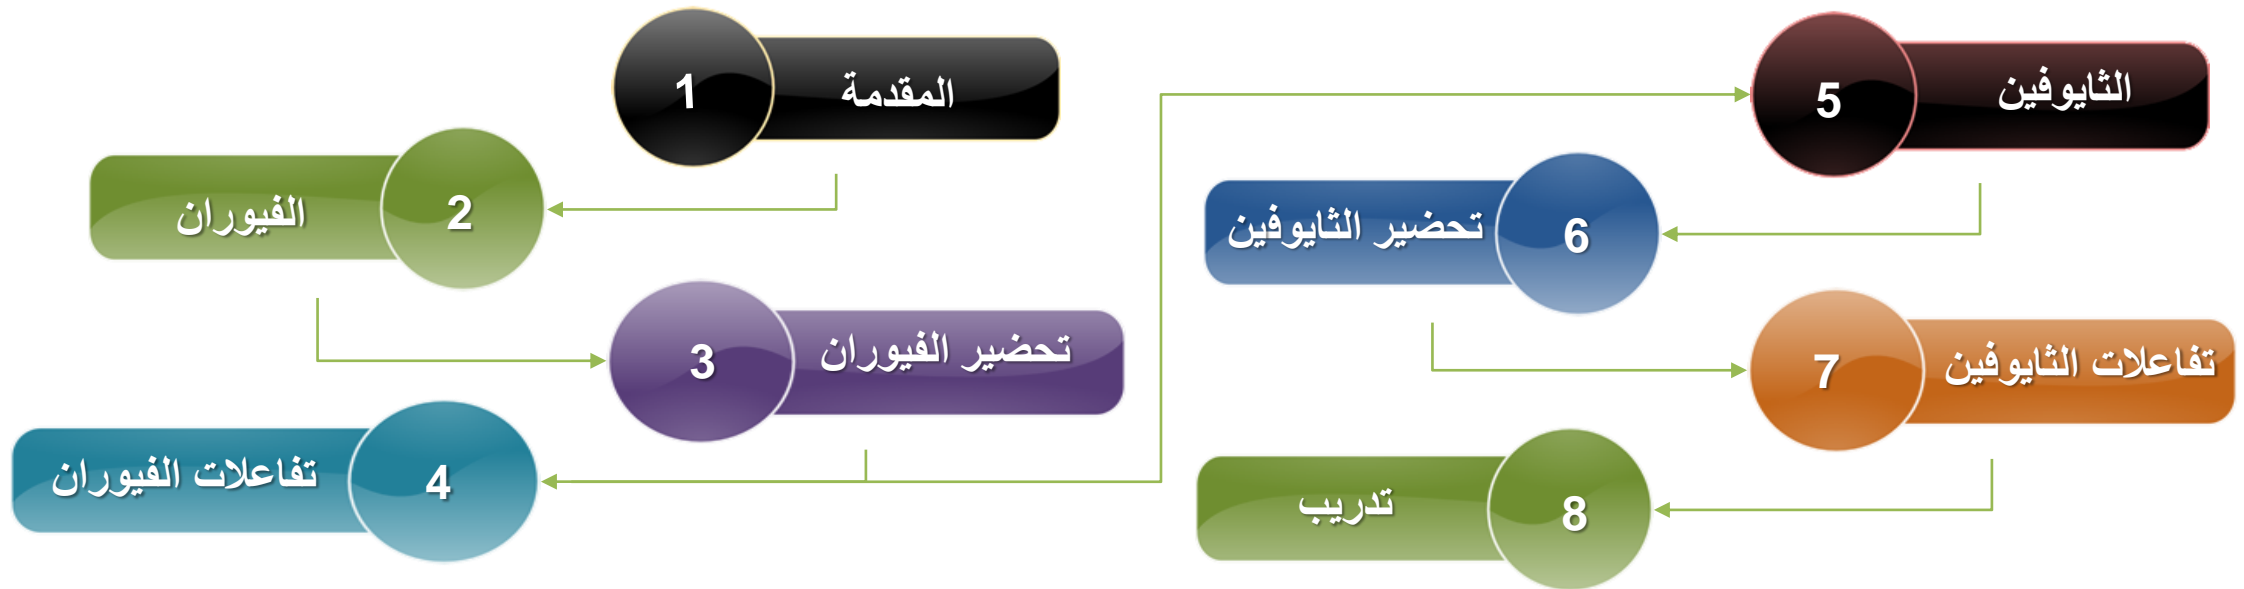 1
المقدمة
2
الفيوران
3
تحضير الفيوران
4
تفاعلات الفيوران
5
الثايوفين
6
تحضير الثايوفين
7
تفاعلات الثايوفين
8
تدريب